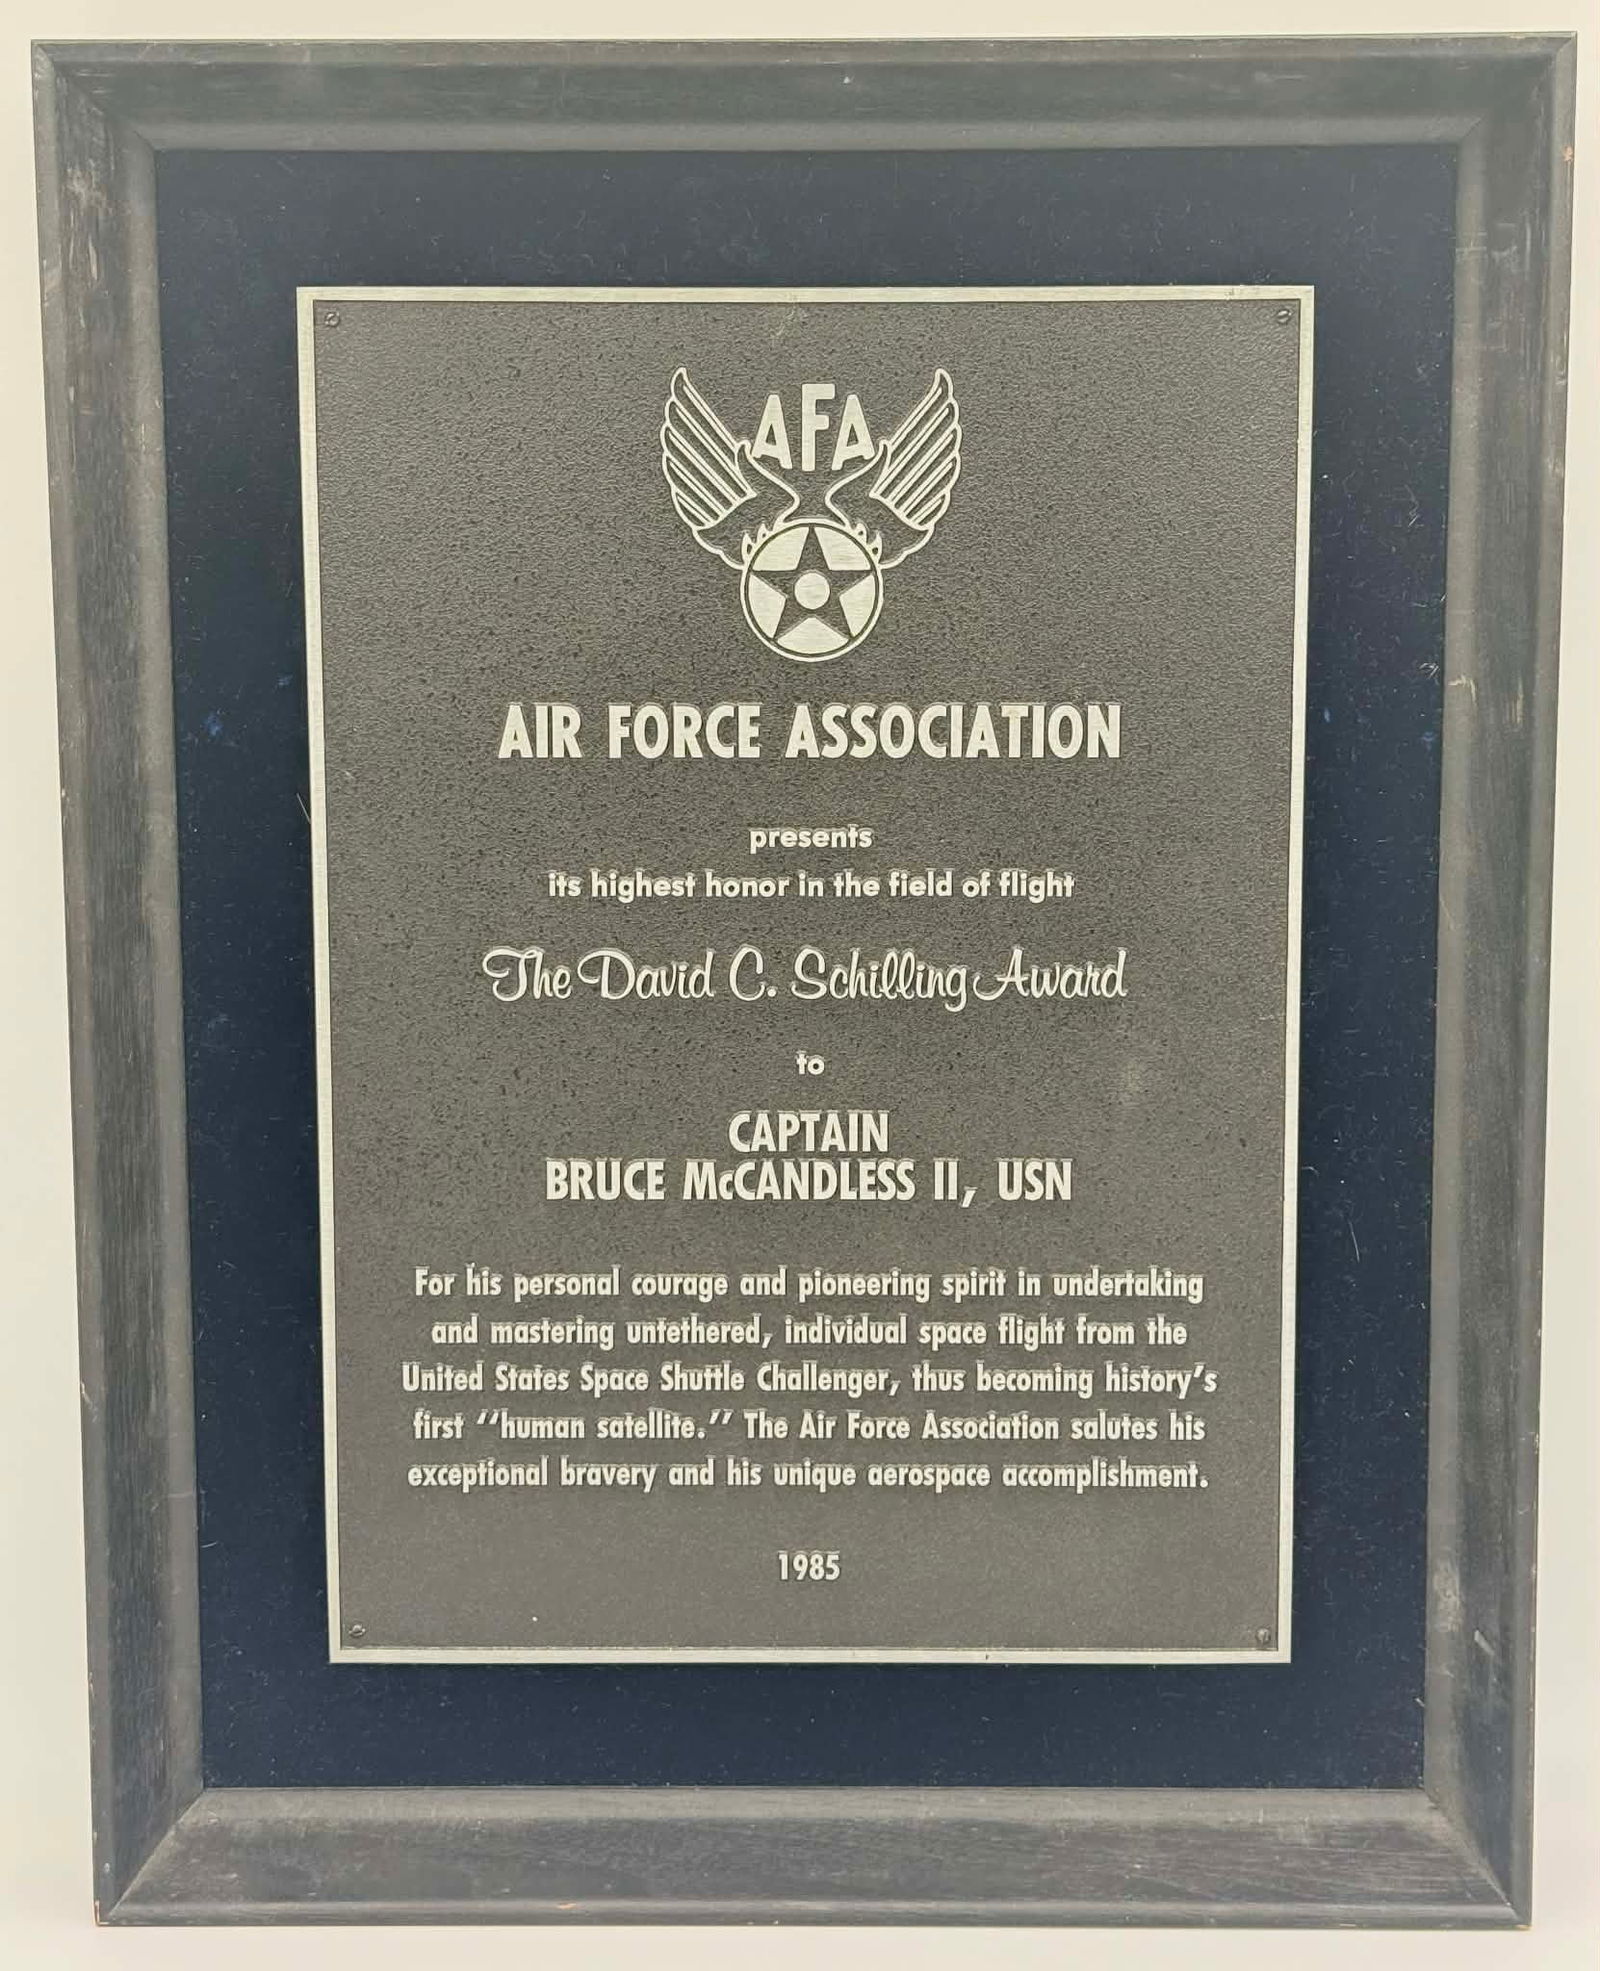 AFA
AIR FORCE ASSOCIATION
presents
its highest honor in the field of flight
The David C. Schilling Award
to
CAPTAIN
BRUCE McCANDLESS II, USN
For his personal courage and pioneering spirit in undertaking
and mastering untethered, individual space flight from the
United States Space Shuttle Challenger, thus becoming history's
first "human satellite." The Air Force Association salutes his
exceptional bravery and his unique aerospace accomplishment.
1985